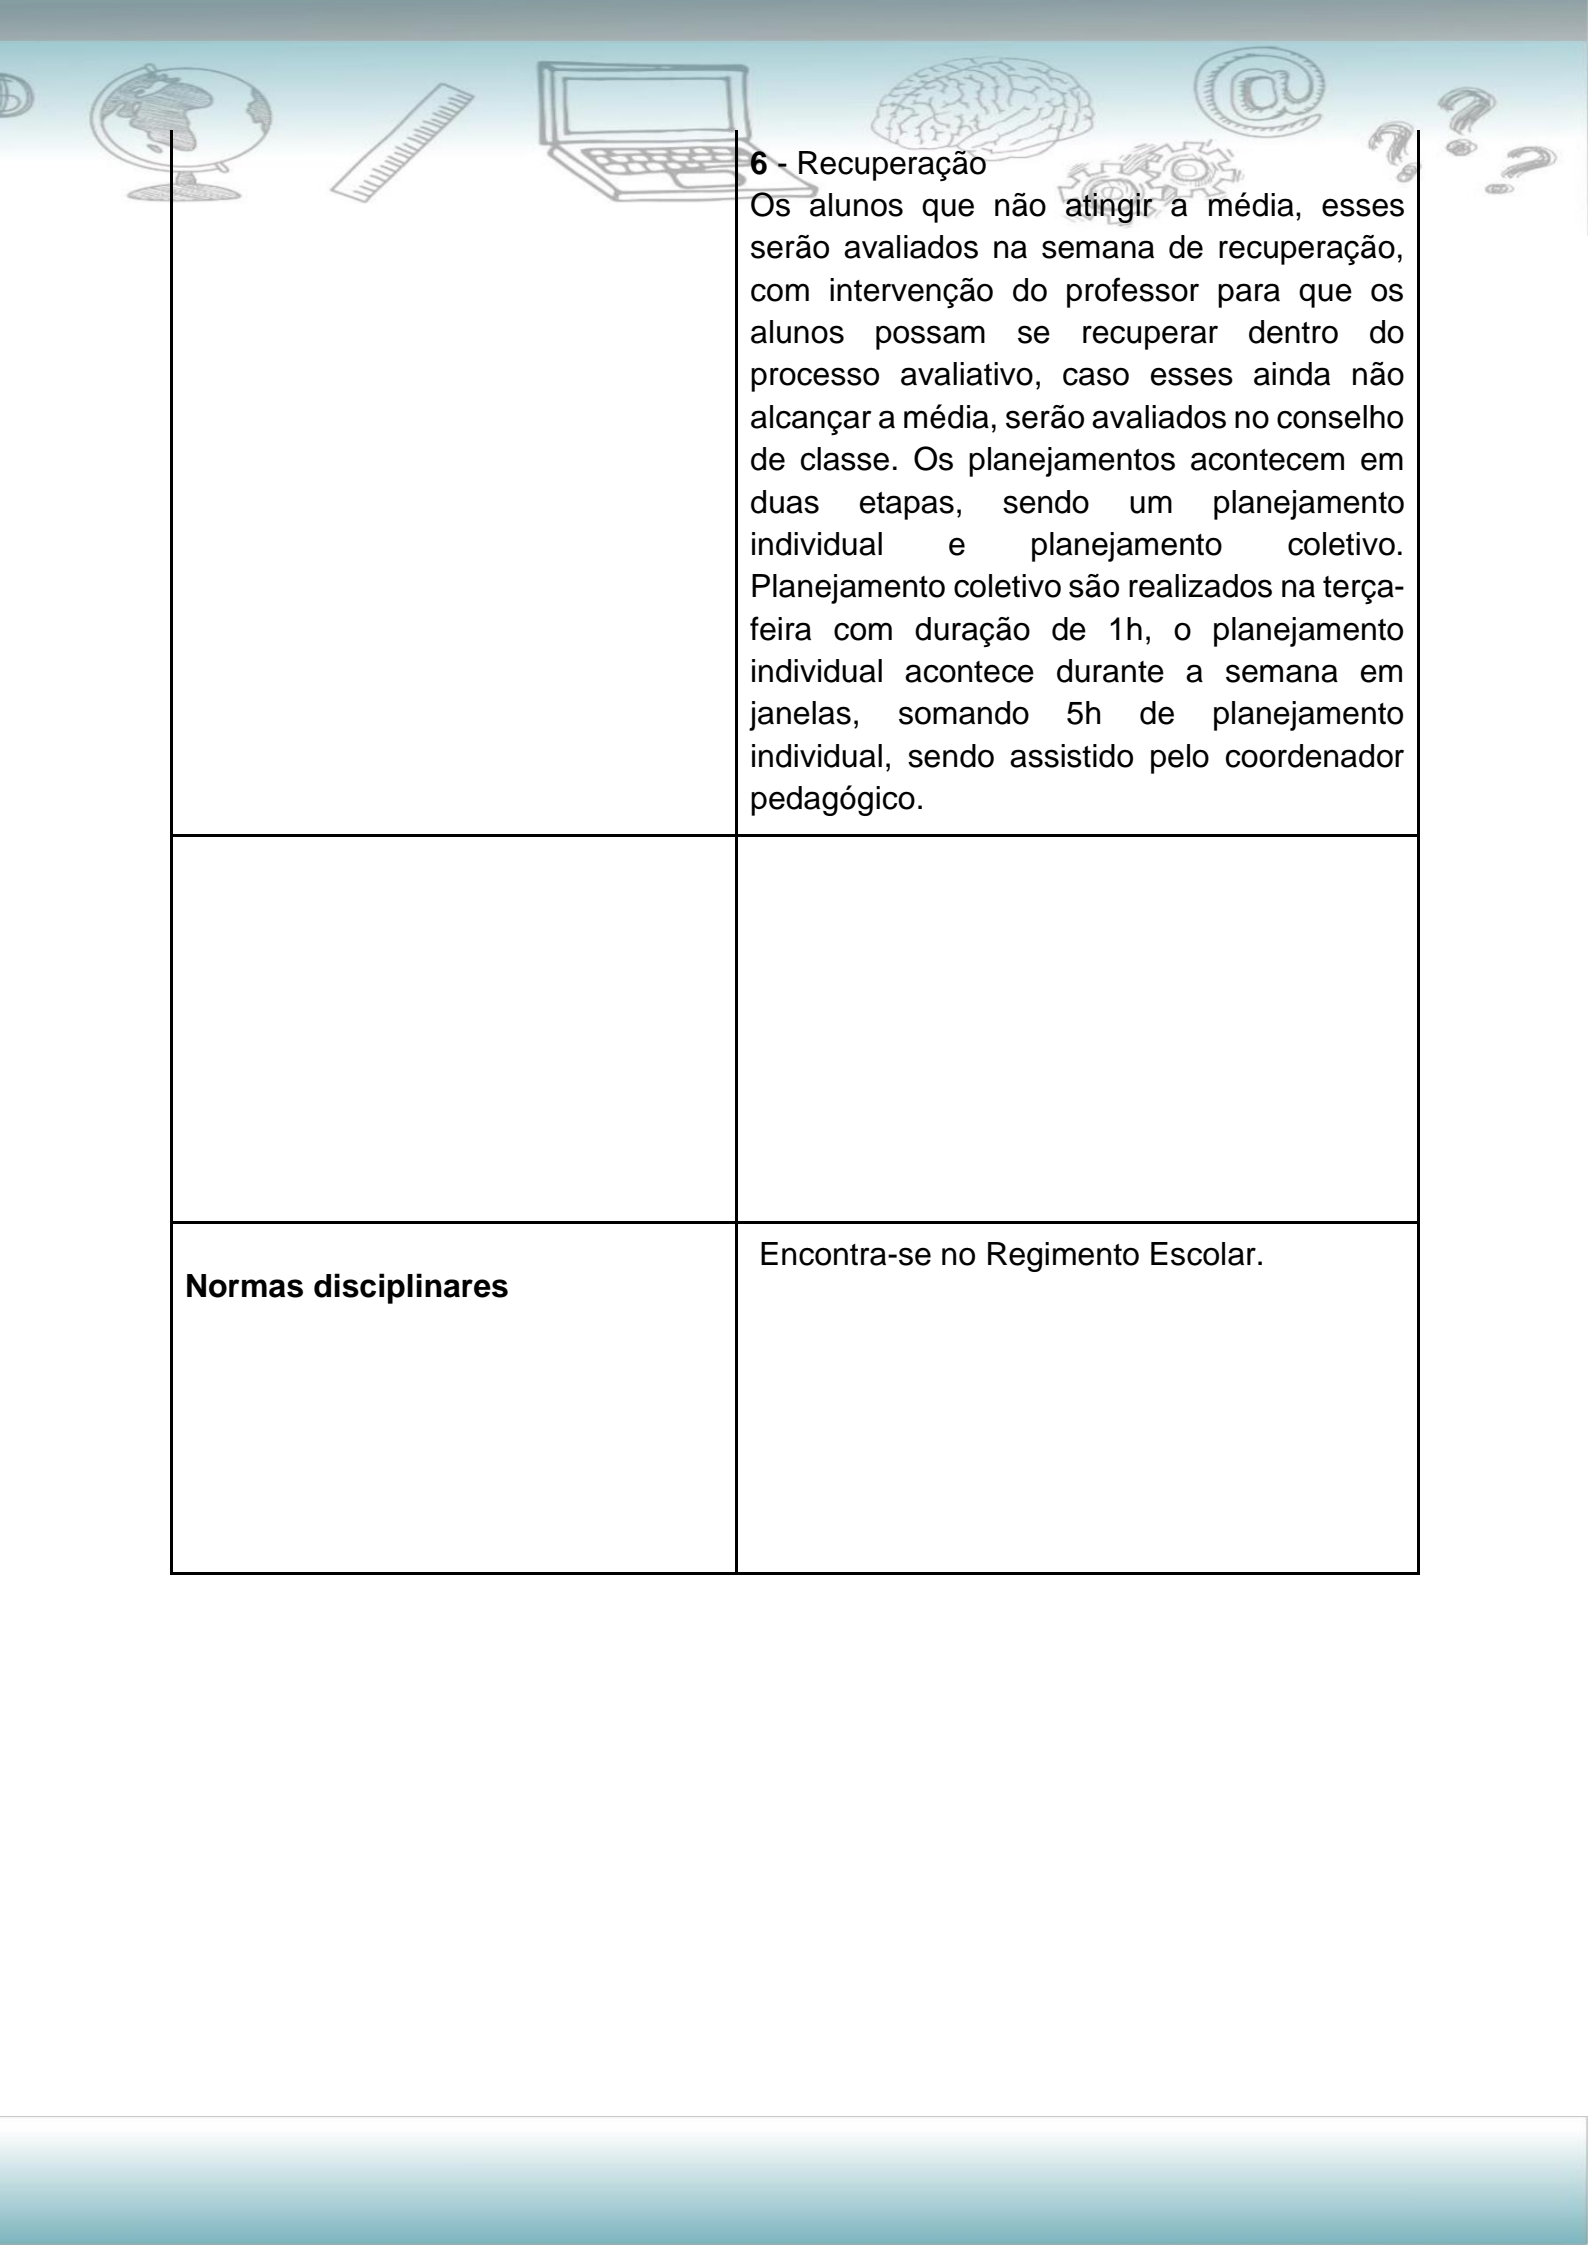 6 - Recuperação
Os alunos que não atingir a média, esses
serão avaliados na semana de recuperação,
com intervenção do professor para que os
alunos possam se recuperar dentro do
processo avaliativo, caso esses ainda não
alcançar a média, serão avaliados no conselho
de classe. Os planejamentos acontecem em
duas etapas, sendo um planejamento
individual e planejamento coletivo.
Planejamento coletivo são realizados na terça-
feira com duração de 1h, o planejamento
individual acontece durante a semana em
janelas, somando 5h de planejamento
individual, sendo assistido pelo coordenador
pedagógico.
Normas disciplinares
Encontra-se no Regimento Escolar.